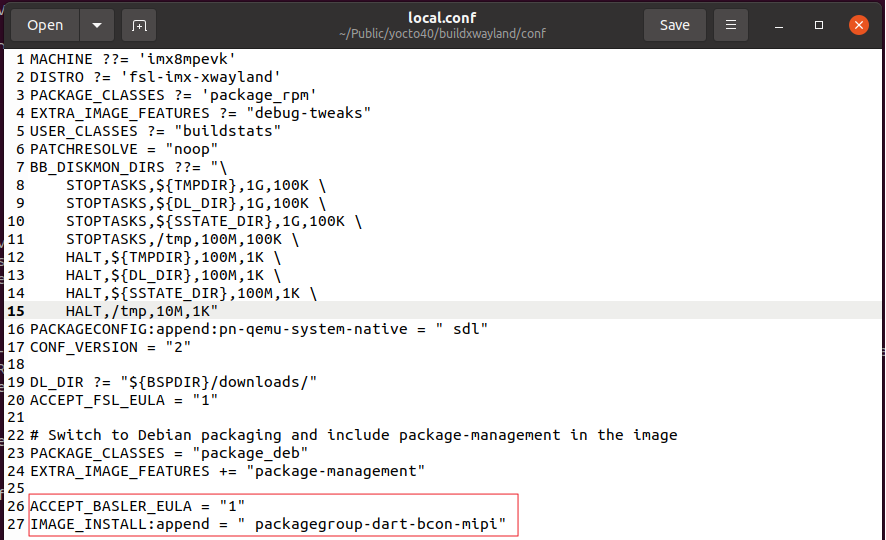 Open
local.conf
~/Public/yocto40/buildxwayland/conf
Save
1 MACHINE ??= 'imx8mpevk'
2 DISTRO ?= 'fsl-imx-xwayland'
3 PACKAGE_CLASSES ?= 'package_rpm'
4 EXTRA_IMAGE_FEATURES ?= "debug-tweaks"
5 USER_CLASSES ?= "buildstats"
6 PATCHRESOLVE = "noop"
7 BB_DISKMON_DIRS ??= "\
8     STOPTASKS,${TMPDIR},1G,100K \
9     STOPTASKS,${DL_DIR},1G,100K \
10     STOPTASKS,${SSTATE_DIR},1G,100K \
11     STOPTASKS,/tmp,100M,100K \
12     HALT,${TMPDIR},100M,1K \
13     HALT,${DL_DIR},100M,1K \
14     HALT,${SSTATE_DIR},100M,1K \
15     HALT,/tmp,10M,1K"
16 PACKAGECONFIG:append:pn-qemu-system-native = " sdl"
17 CONF_VERSION = "2"
18
19 DL_DIR ?= "${BSPDIR}/downloads/"
20 ACCEPT_FSL_EULA = "1"
21
22 # Switch to Debian packaging and include package-management in the image
23 PACKAGE_CLASSES = "package_deb"
24 EXTRA_IMAGE_FEATURES += "package-management"
25
26 ACCEPT_BASLER_EULA = "1"
27 IMAGE_INSTALL:append = " packagegroup-dart-bcon-mipi"